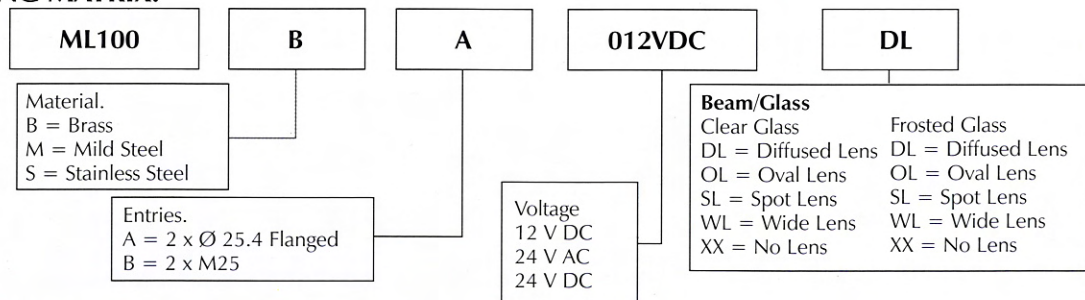 MATRIX:
ML100 B A 012VDC DL
Material.
B = Brass
M = Mild Steel
S = Stainless Steel
Entries.
A = 2 x Ø 25.4 Flanged
B = 2 x M25
Voltage
12 V DC
24 V AC
24 V DC
Beam/Glass
Clear Glass Frosted Glass
DL = Diffused Lens DL = Diffused Lens
OL = Oval Lens OL = Oval Lens
SL = Spot Lens SL = Spot Lens
WL = Wide Lens WL = Wide Lens
XX = No Lens XX = No Lens